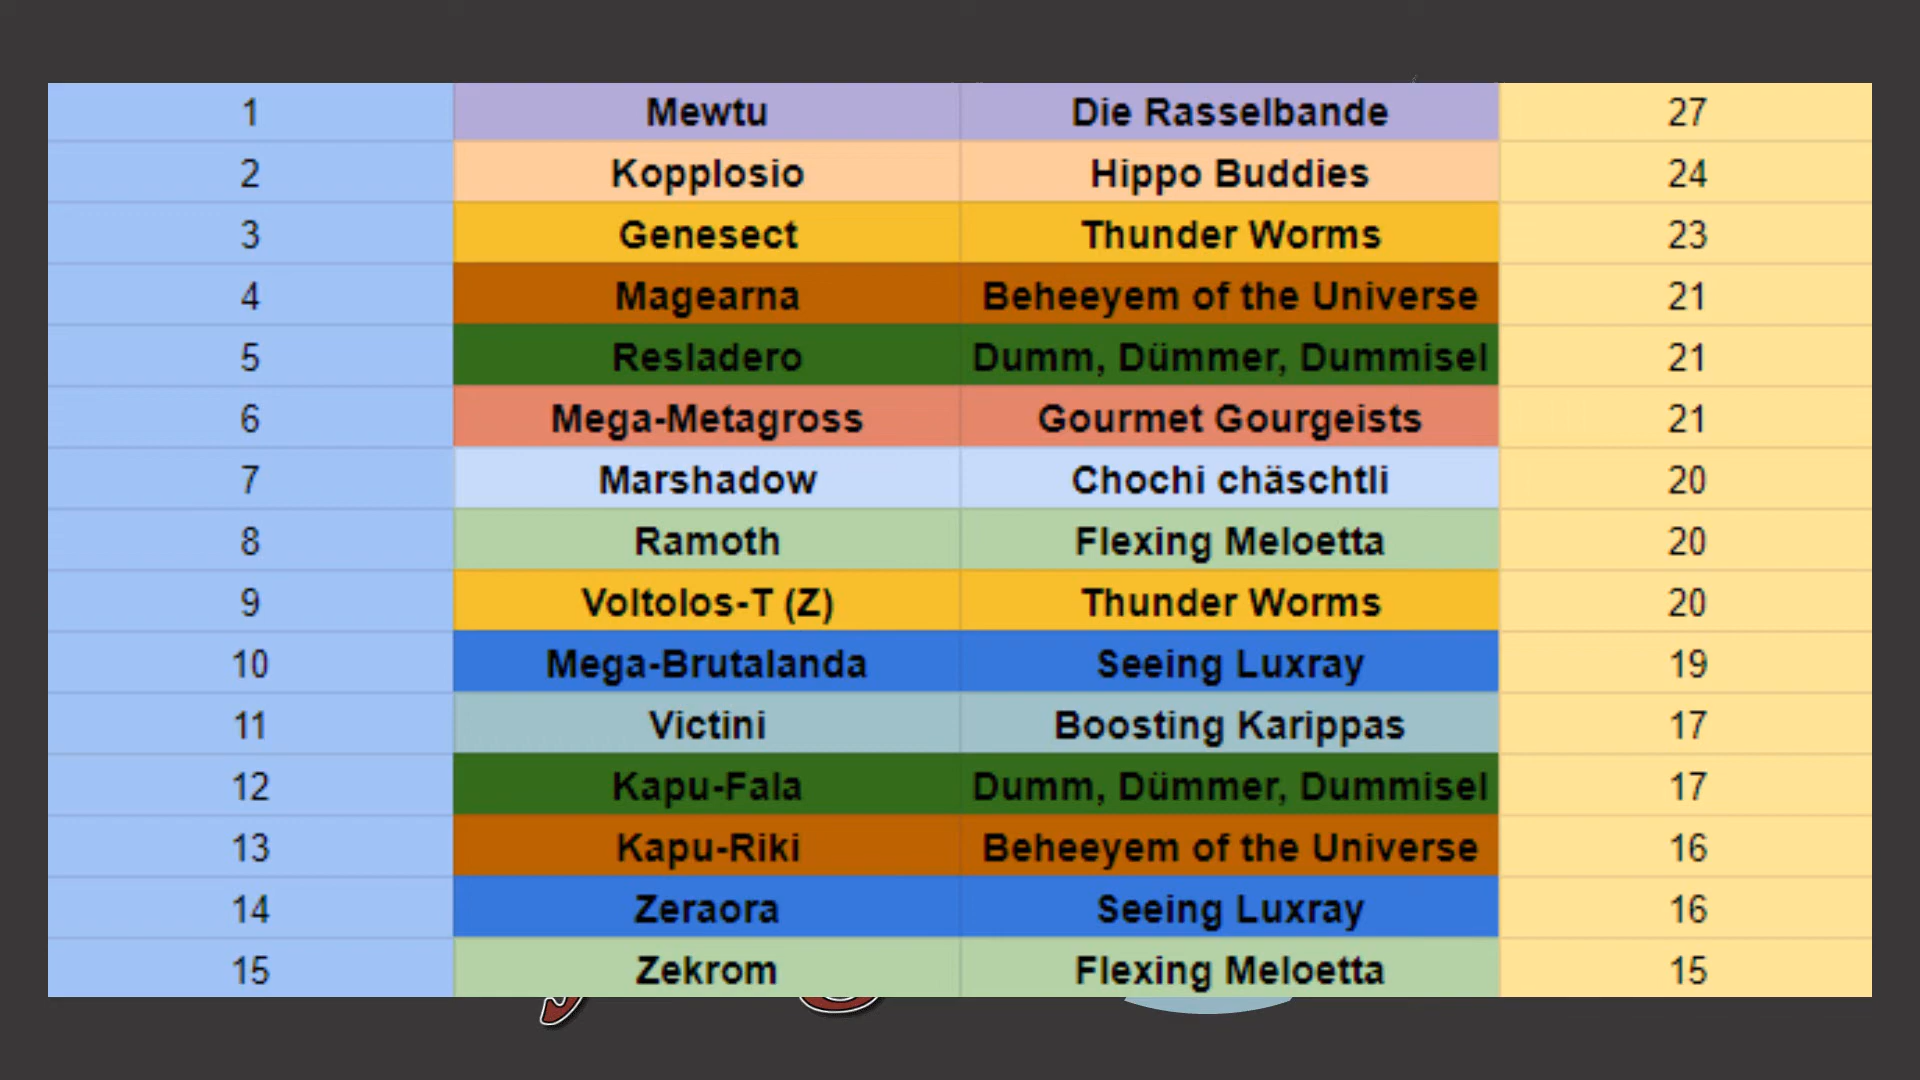 1 Mewtu Die Rasselbande 27
2 Kopplosio Hippo Buddies 24
3 Genesect Thunder Worms 23
4 Magearna Beheeyem of the Universe 21
5 Resladero Dumm, Dümmer, Dummisel 21
6 Mega-Metagross Gourmet Gourgeists 21
7 Marshadow Chochi chäschtli 20
8 Ramoth Flexing Meloetta 20
9 Voltolos-T (Z) Thunder Worms 20
10 Mega-Brutalanda Seeing Luxray 19
11 Victini Boosting Karippas 17
12 Kapu-Fala Dumm, Dümmer, Dummisel 17
13 Kapu-Riki Beheeyem of the Universe 16
14 Zeraora Seeing Luxray 16
15 Zekrom Flexing Meloetta 15